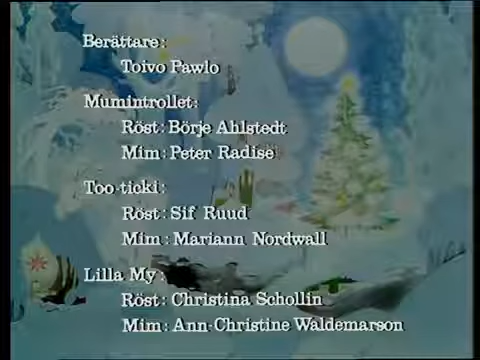 Berättare:
Toivo Pawlo
Mumintrollet:
Röst: Börje Ahlstedt
Mim: Peter Radise
Too-ticki:
Röst: Sif Ruud
Mim: Mariann Nordwall
Lilla My:
Röst: Christina Schollin
Mim: Ann-Christine Waldemarson